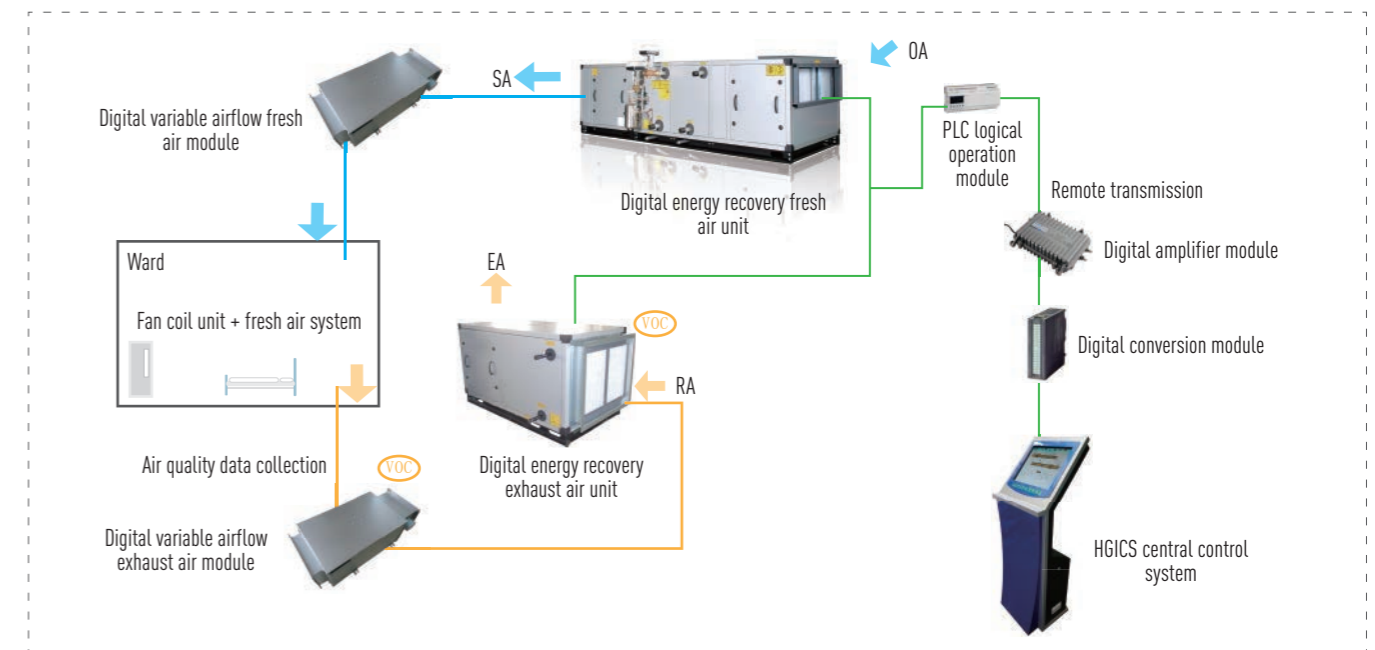 OA
SA
Digital variable airflow fresh
air module
PLC logical
operation
module
Digital energy recovery fresh
air unit
Remote transmission
Digital amplifier module
Ward
EA
Fan coil unit + fresh air system
VOC
Digital conversion module
RA
Air quality data collection
VOC
Digital energy recovery
exhaust air unit
Digital variable airflow
exhaust air module
HGICS central control
system